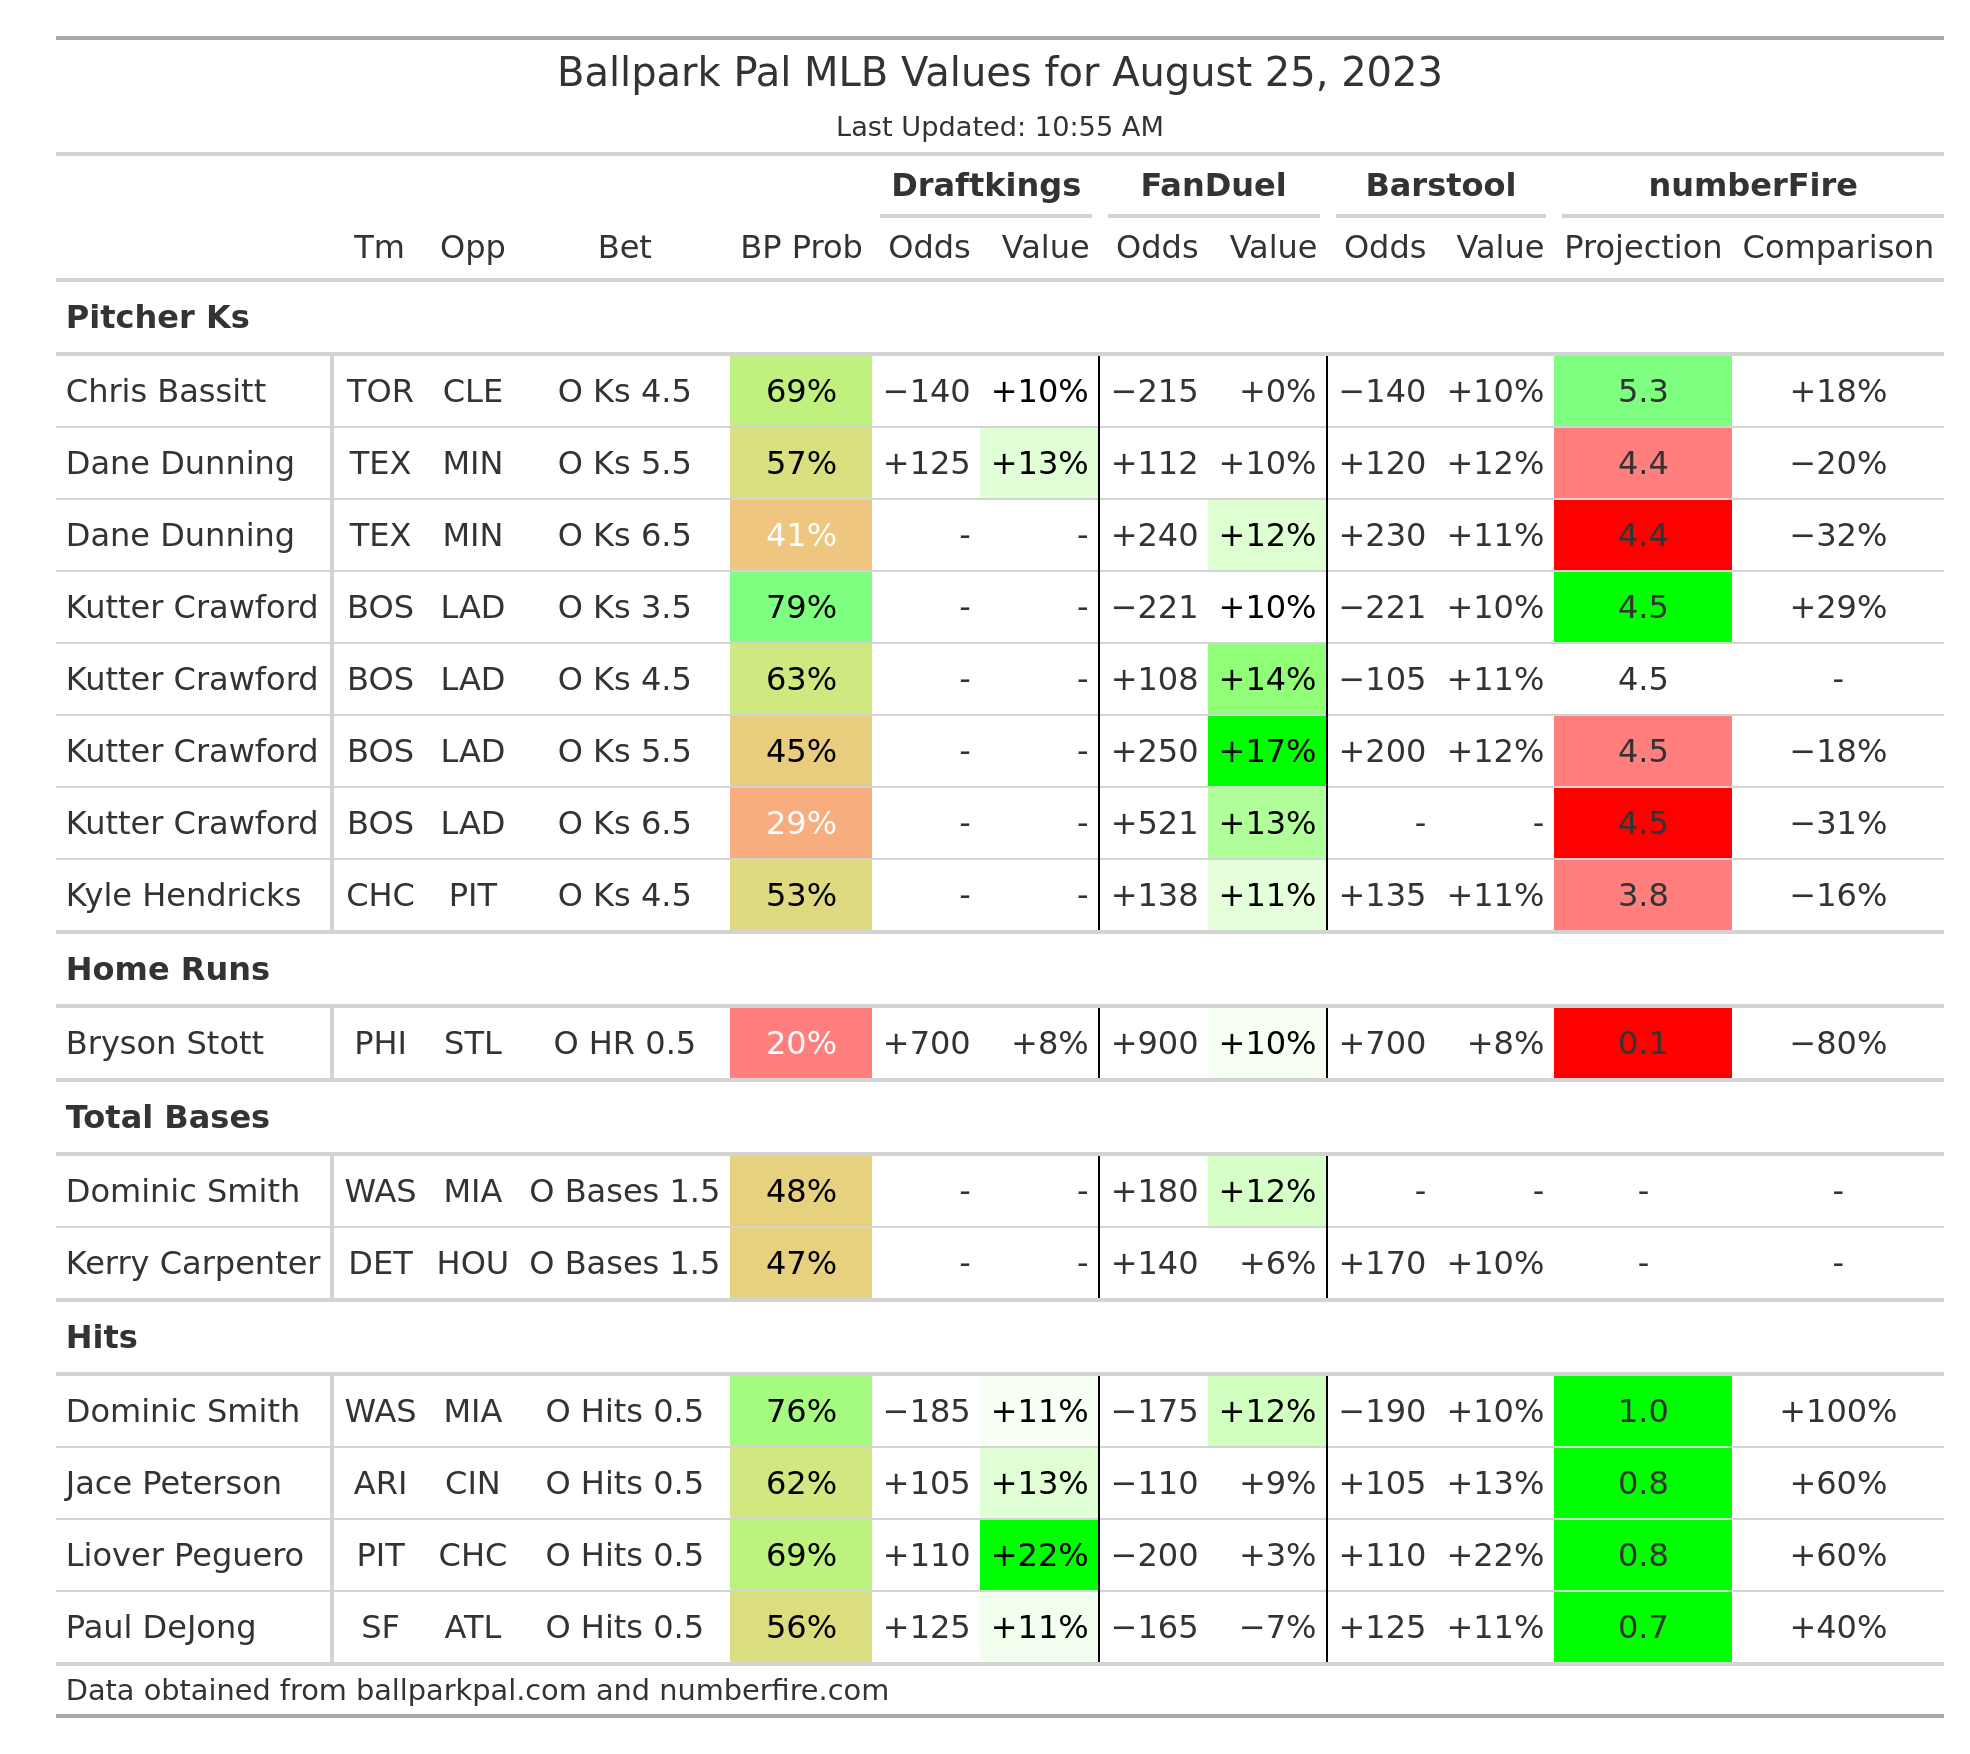 Ballpark Pal MLB Values for August 25, 2023
Last Updated: 10:55 AM
Draftkings FanDuel Barstool numberFire
Tm Opp Bet BP Prob Odds Value Odds Value Odds Value Projection Comparison
Pitcher Ks
Chris Bassitt TOR CLE O Ks 4.5 69% −140 +10% −215 +0% −140 +10% 5.3 +18%
Dane Dunning TEX MIN O Ks 5.5 57% +125 +13% +112 +10% +120 +12% 4.4 −20%
Dane Dunning TEX MIN O Ks 6.5 41% - - +240 +12% +230 +11% 4.4 −32%
Kutter Crawford BOS LAD O Ks 3.5 79% - - −221 +10% −221 +10% 4.5 +29%
Kutter Crawford BOS LAD O Ks 4.5 63% - - +108 +14% −105 +11% 4.5 -
Kutter Crawford BOS LAD O Ks 5.5 45% - - +250 +17% +200 +12% 4.5 −18%
Kutter Crawford BOS LAD O Ks 6.5 29% - - +521 +13% - - 4.5 −31%
Kyle Hendricks CHC PIT O Ks 4.5 53% - - +138 +11% +135 +11% 3.8 −16%
Home Runs
Bryson Stott PHI STL O HR 0.5 20% +700 +8% +900 +10% +700 +8% 0.1 −80%
Total Bases
Dominic Smith WAS MIA O Bases 1.5 48% - - +180 +12% - - - -
Kerry Carpenter DET HOU O Bases 1.5 47% - - +140 +6% +170 +10% - -
Hits
Dominic Smith WAS MIA O Hits 0.5 76% −185 +11% −175 +12% −190 +10% 1.0 +100%
Jace Peterson ARI CIN O Hits 0.5 62% +105 +13% −110 +9% +105 +13% 0.8 +60%
Liover Peguero PIT CHC O Hits 0.5 69% +110 +22% −200 +3% +110 +22% 0.8 +60%
Paul DeJong SF ATL O Hits 0.5 56% +125 +11% −165 −7% +125 +11% 0.7 +40%
Data obtained from ballparkpal.com and numberfire.com